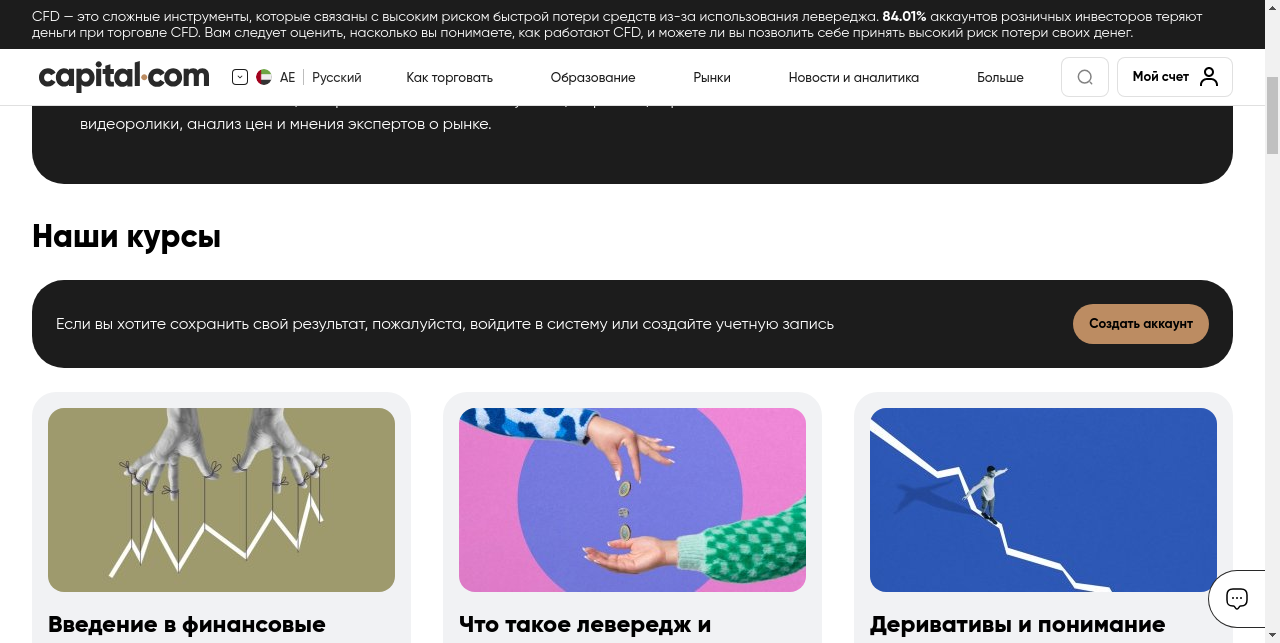 CFD — это сложные инструменты, которые связаны с высоким риском быстрой потери средств из-за использования левереджа. 84.01% аккаунтов розничных инвесторов теряют
деньги при торговле CFD. Вам следует оценить, насколько вы понимаете, как работают CFD, и можете ли вы позволить себе принять высокий риск потери своих денег.
capital.com AE Русский Как торговать Образование Рынки Новости и аналитика Больше Мой счет
видеоролики, анализ цен и мнения экспертов о рынке.
Наши курсы
Если вы хотите сохранить свой результат, пожалуйста, войдите в систему или создайте учетную запись
Создать аккаунт
Введение в финансовые
Что такое левередж и
Деривативы и понимание